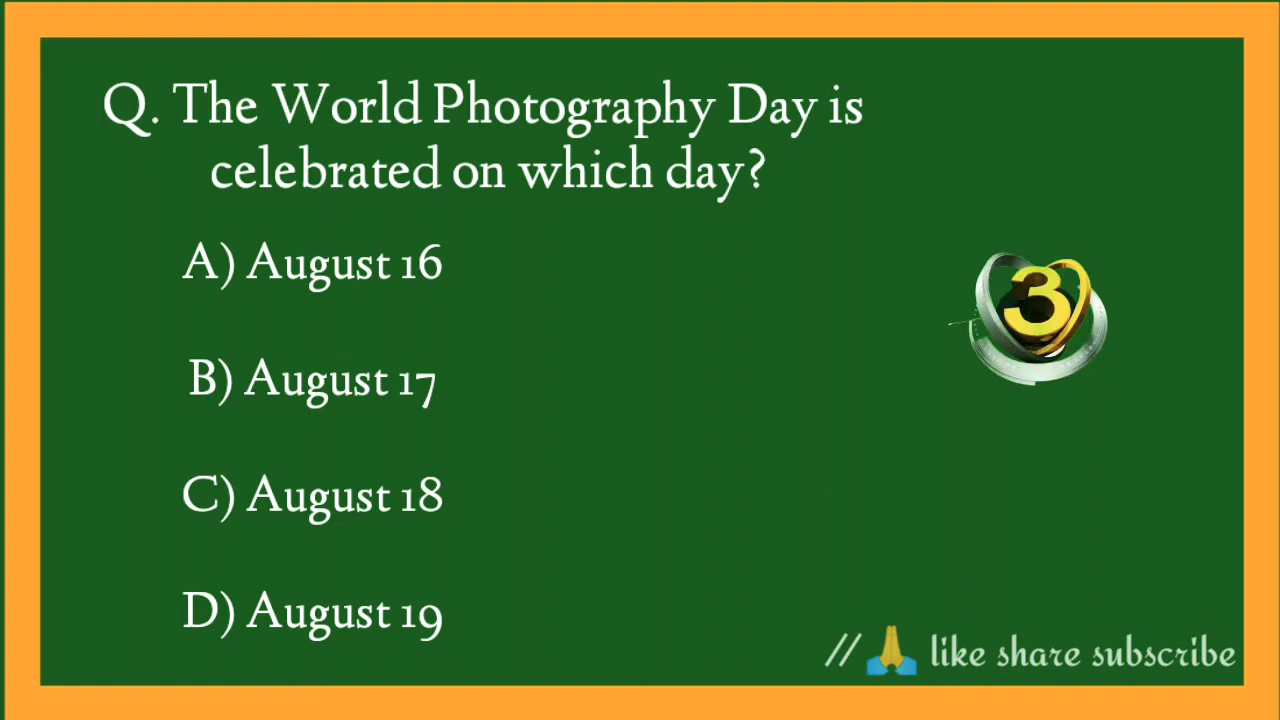 Q. The World Photography Day is
celebrated on which day?
A) August 16
3
B) August 17
C) August 18
D) August 19
// 🙏 like share subscribe